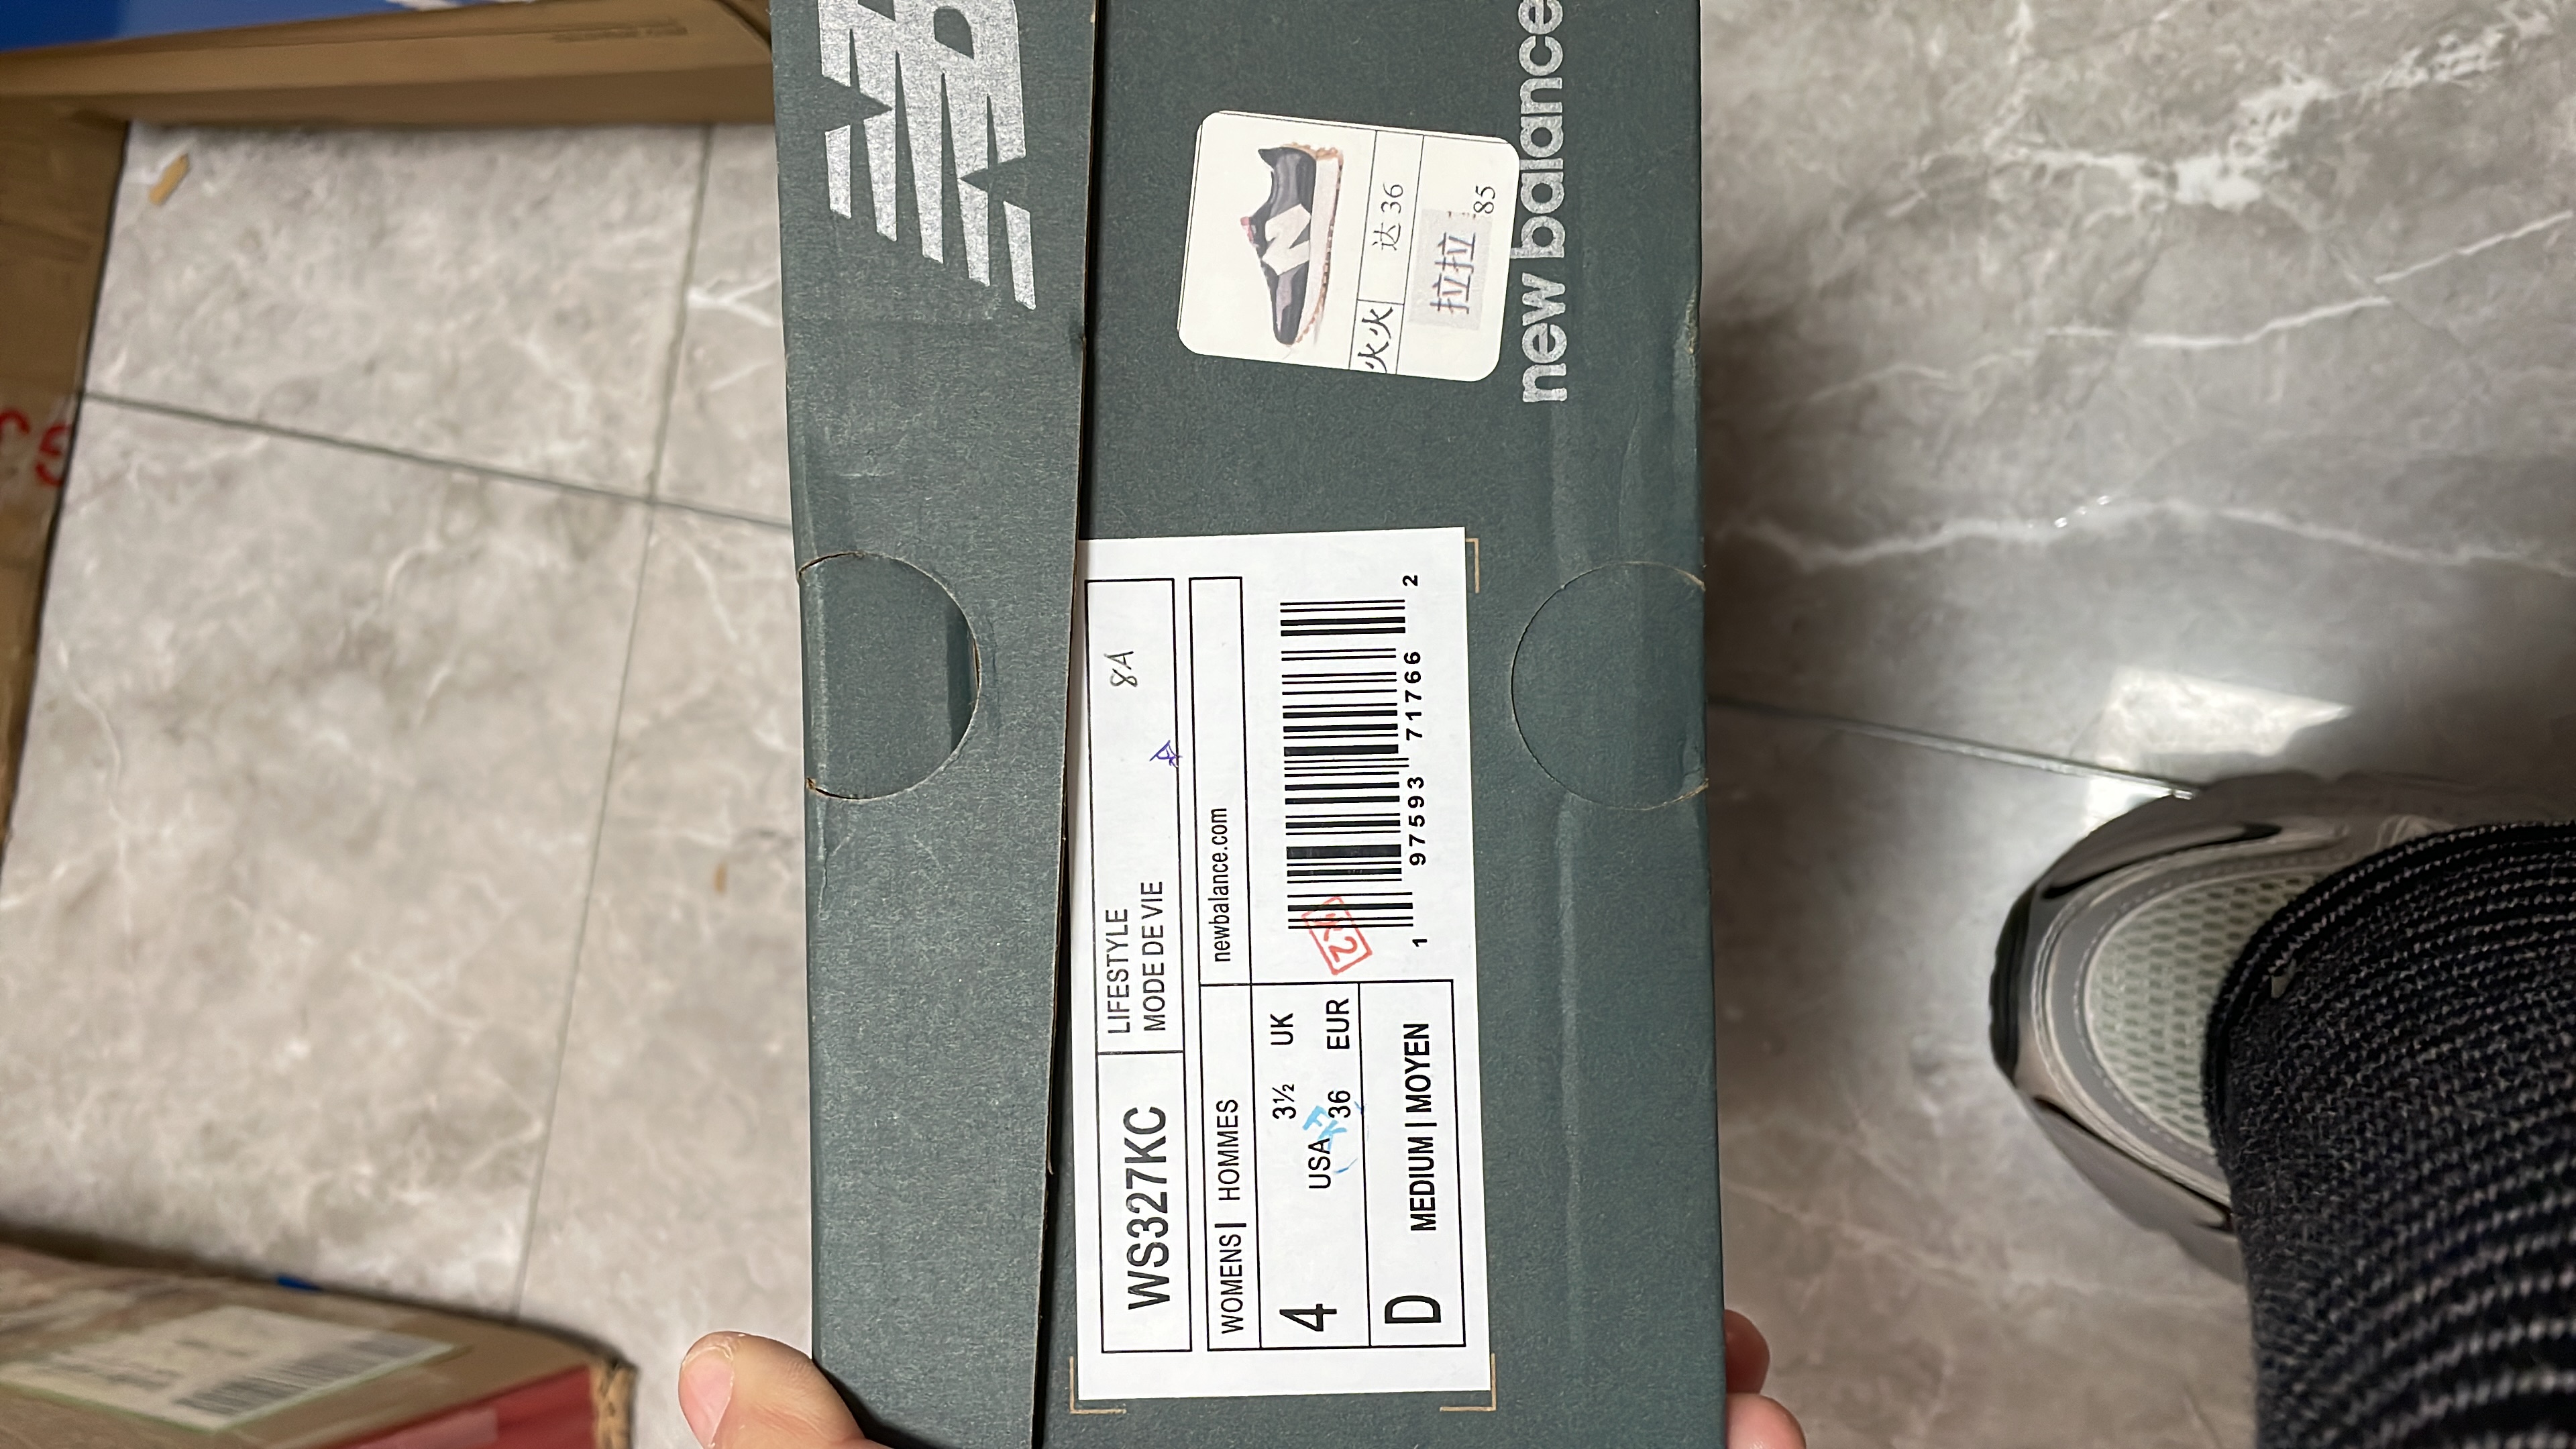 new balance
火火
达36
拉拉
85
LIFESTYLE
MODE DE VIE
8A
WS327KC
newbalance.com
WOMENS | HOMMES
4
3½ UK
USA
FK
36 EUR
D
MEDIUM | MOYEN
1 97593 71766 2